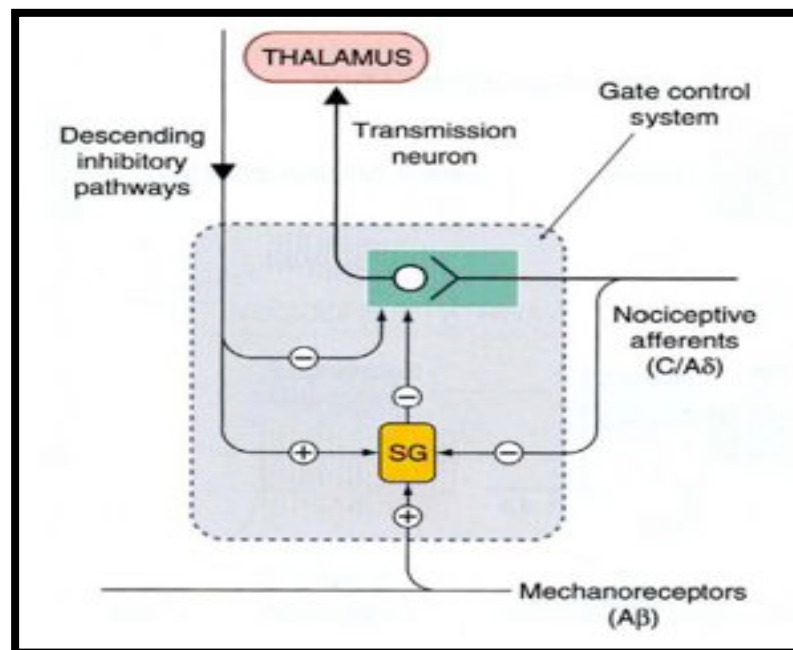 THALAMUS
Gate control
system
Descending
inhibitory
pathways
Transmission
neuron
Nociceptive
afferents
(C/Aδ)
−
−
+
SG
−
+
Mechanoreceptors
(Aβ)